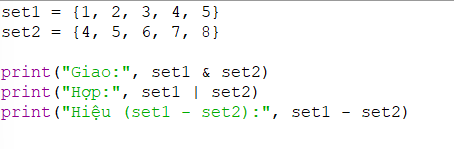 set1 = {1, 2, 3, 4, 5}
set2 = {4, 5, 6, 7, 8}
print("Giao:", set1 & set2)
print("Hợp:", set1 | set2)
print("Hiệu (set1 - set2):", set1 - set2)